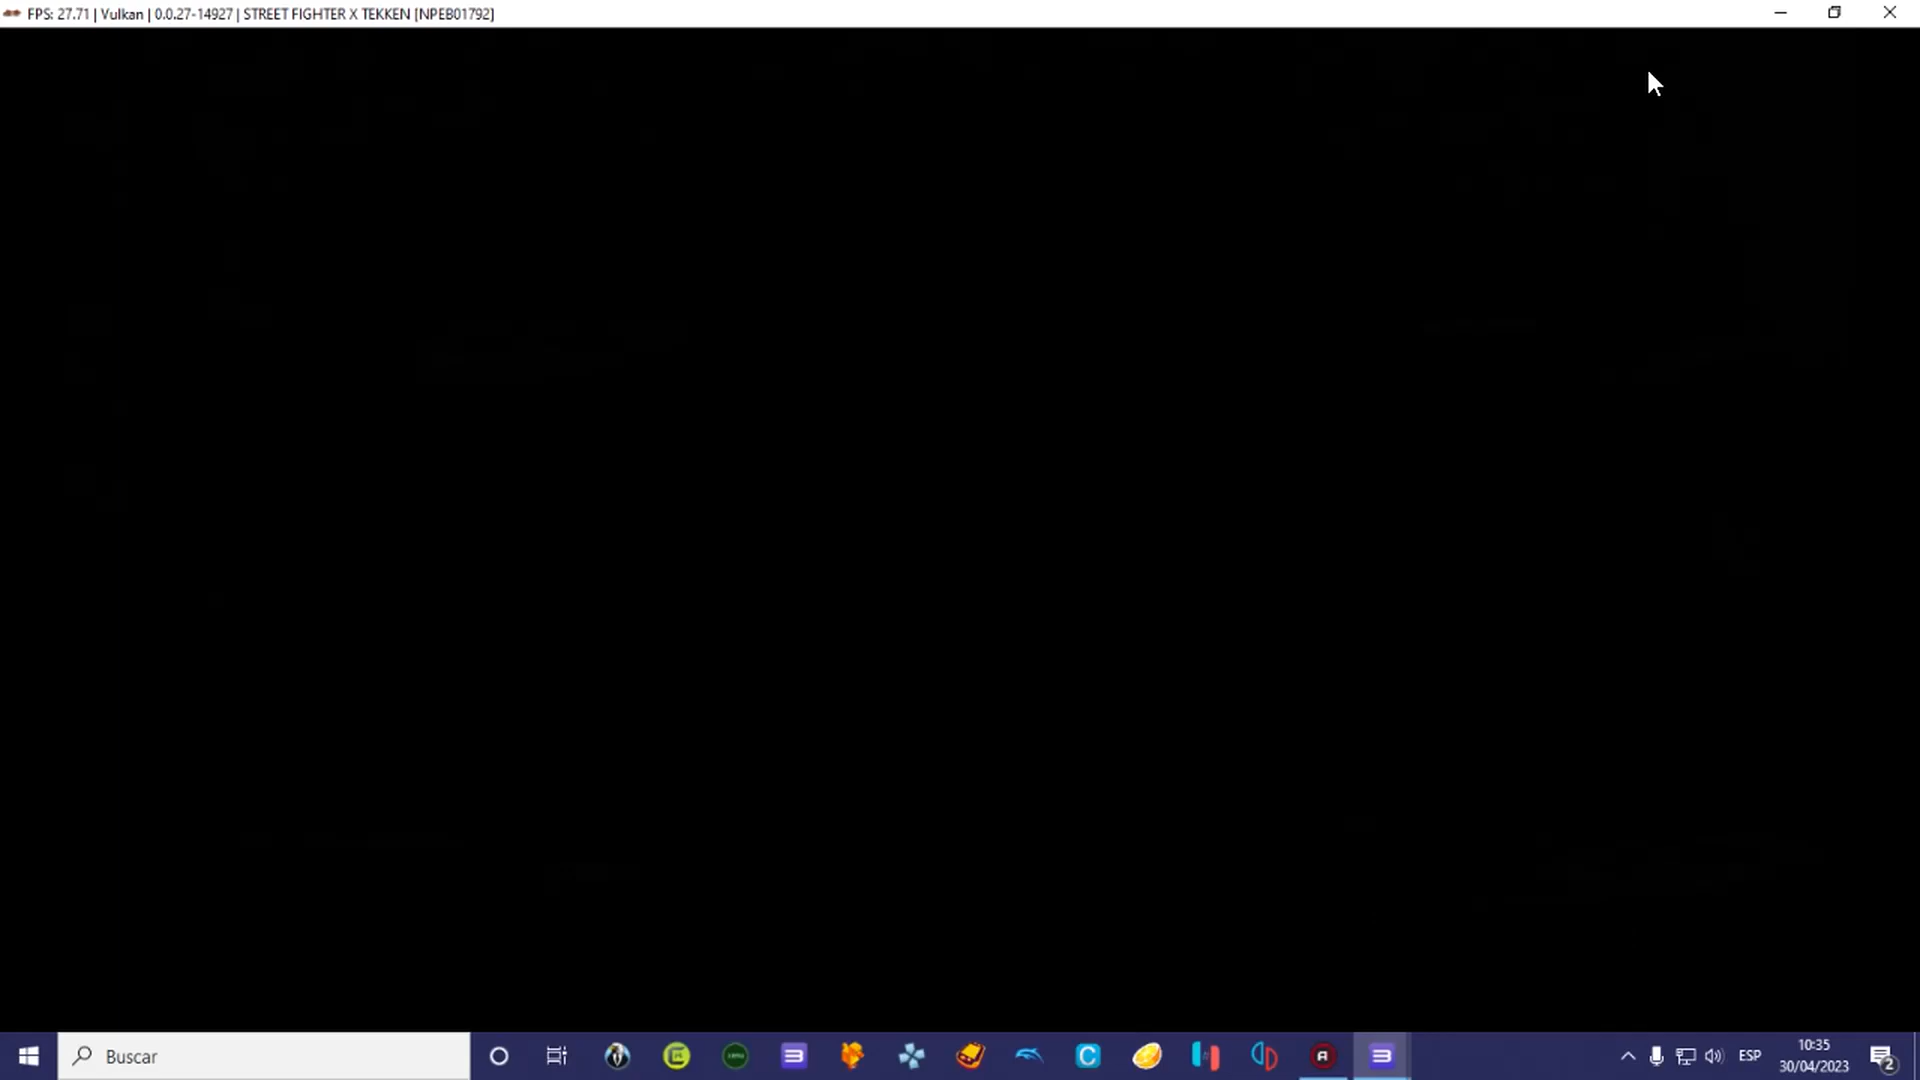 FPS: 27.71 | Vulkan | 0.0.27-14927 | STREET FIGHTER X TEKKEN [NPEB01792]
Buscar
ESP
10:35
30/04/2023
2